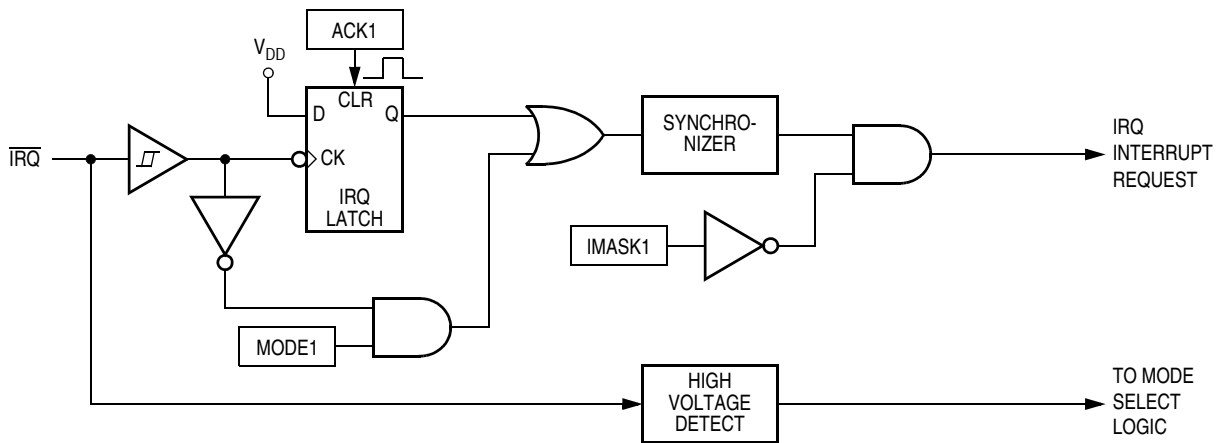 ACK1
VDD
CLR
D
Q
SYNCHRO-
NIZER
IRQ
INTERRUPT
REQUEST
I̅R̅Q̅
CK
IRQ
LATCH
IMASK1
MODE1
HIGH
VOLTAGE
DETECT
TO MODE
SELECT
LOGIC